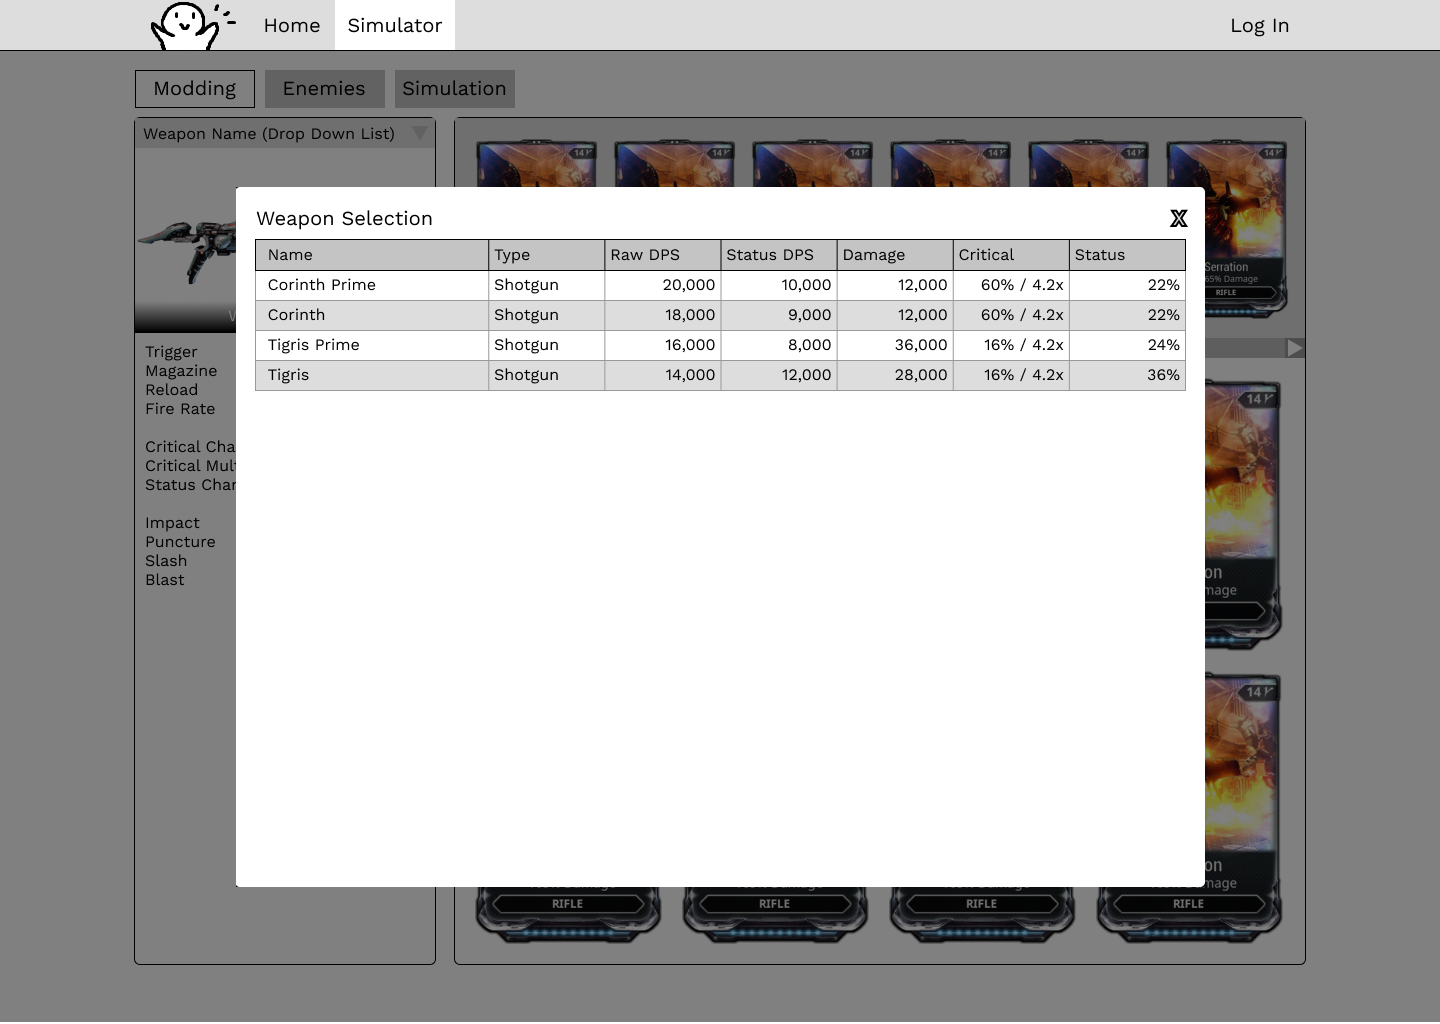 Home Simulator Log In
Modding Enemies Simulation
Weapon Name (Drop Down List)
14 14 14 14 14 14
Weapon Selection X
Name Type Raw DPS Status DPS Damage Critical Status
Corinth Prime Shotgun 20,000 10,000 12,000 60% / 4.2x 22%
Corinth Shotgun 18,000 9,000 12,000 60% / 4.2x 22%
Tigris Prime Shotgun 16,000 8,000 36,000 16% / 4.2x 24%
Tigris Shotgun 14,000 12,000 28,000 16% / 4.2x 36%
Serration
65% Damage
RIFLE
Trigger
Magazine
Reload
Fire Rate
Critical Cha
Critical Mul
Status Char
Impact
Puncture
Slash
Blast
14
on
mage
14
on
mage
RIFLE RIFLE RIFLE RIFLE